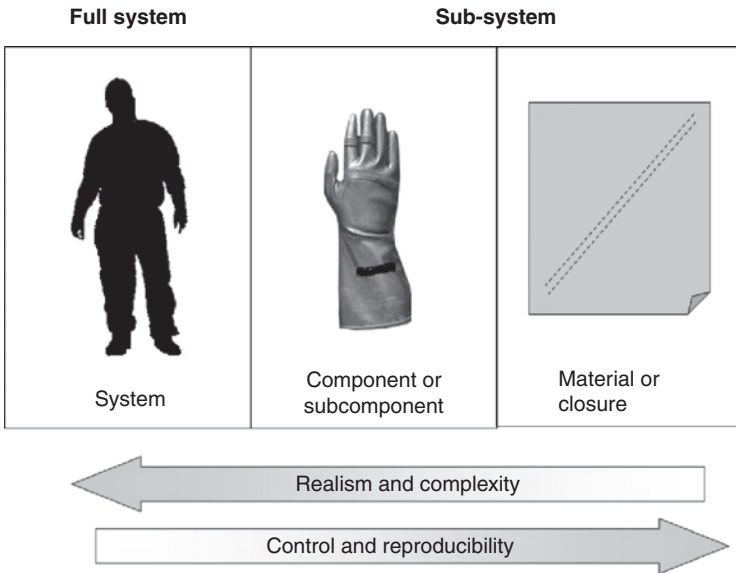 Full system
Sub-system
System
Component or
subcomponent
Material or
closure
Realism and complexity
Control and reproducibility